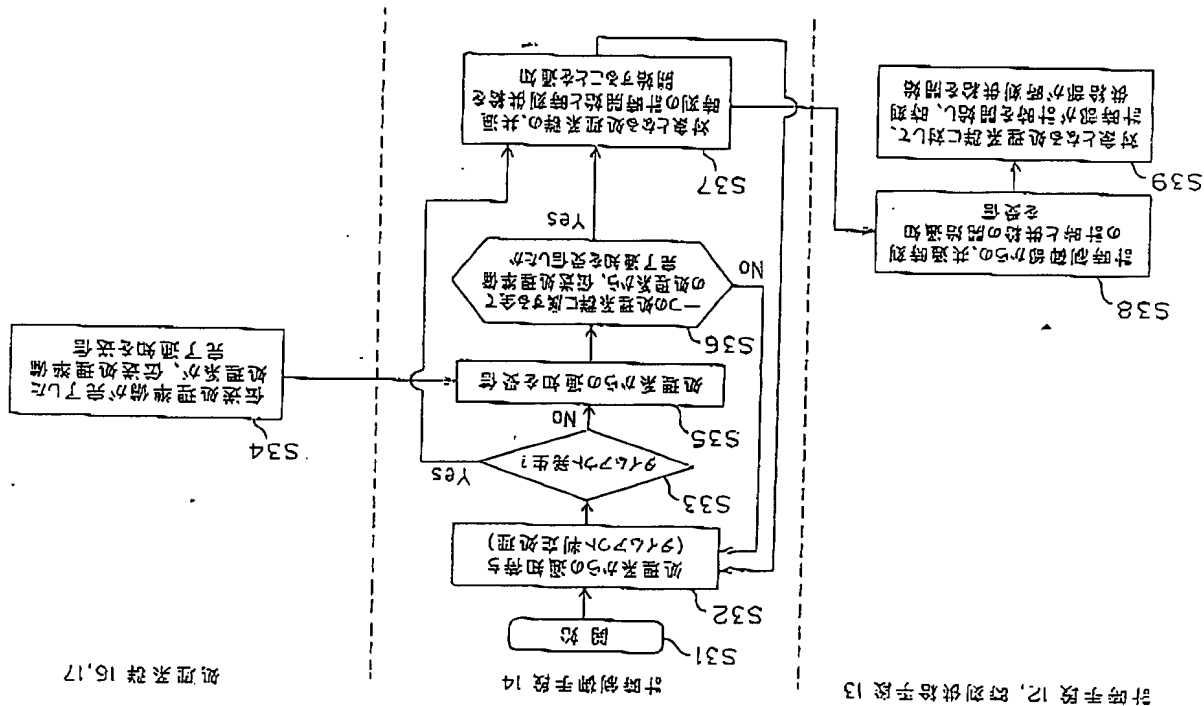 計時手段 12, 時刻供給手段 13
計時制御手段 14
処理系群 16,17
S31
開始
S32
処理系からの通知待ち
(タイムアウト判定処理)
S33
タイムアウト発生?
Yes
No
S34
伝送処理準備が完了した
処理系が、伝送処理準備
完了通知を送信
S35
処理系からの通知を受信
S36
一つの処理系群に属する全て
の処理系から、伝送処理準備
完了通知を受信したか
No
Yes
S37
対象となる処理系群の、共通
時刻の計時開始と時刻供給を
開始することを通知
S38
計時制御部からの、共通時刻
の計時と供給の開始通知
を受信
S39
対象となる処理系群に対して、
計時部が計時を開始し、時刻
供給部が時刻供給を開始